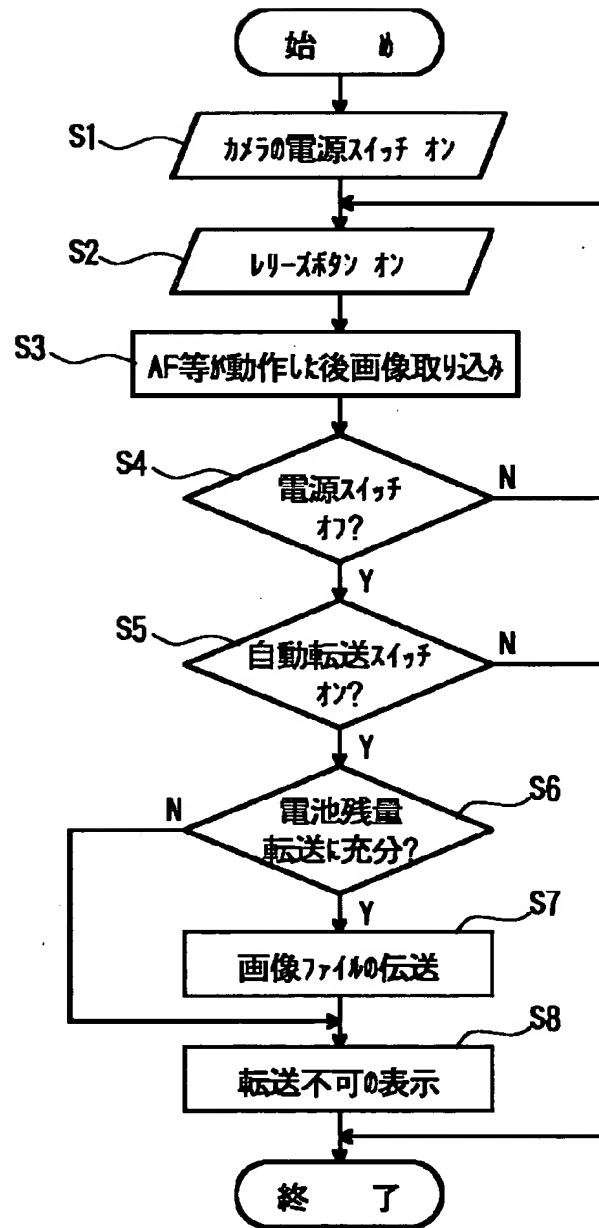 始 め
S1
カメラの電源スイッチ オン
S2
レリーズボタン オン
S3
AF等が動作した後画像取り込み
S4
電源スイッチ
オフ?
N
Y
S5
自動転送スイッチ
オン?
N
Y
S6
電池残量
転送に充分?
N
Y
S7
画像ファイルの伝送
S8
転送不可の表示
終 了